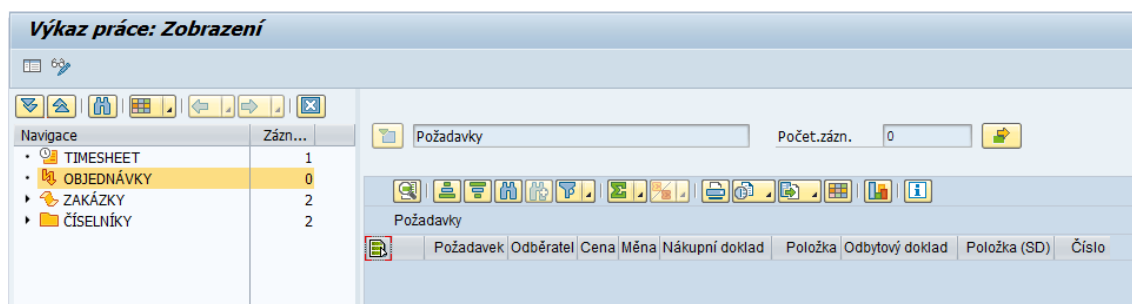 Výkaz práce: Zobrazení
Navigace Zázn...
TIMESHEET 1
OBJEDNÁVKY 0
ZAKÁZKY 2
ČÍSELNÍKY 2
Požadavky Počet.zázn. 0
Požadavky
Požadavek Odběratel Cena Měna Nákupní doklad Položka Odbytový doklad Položka (SD) Číslo